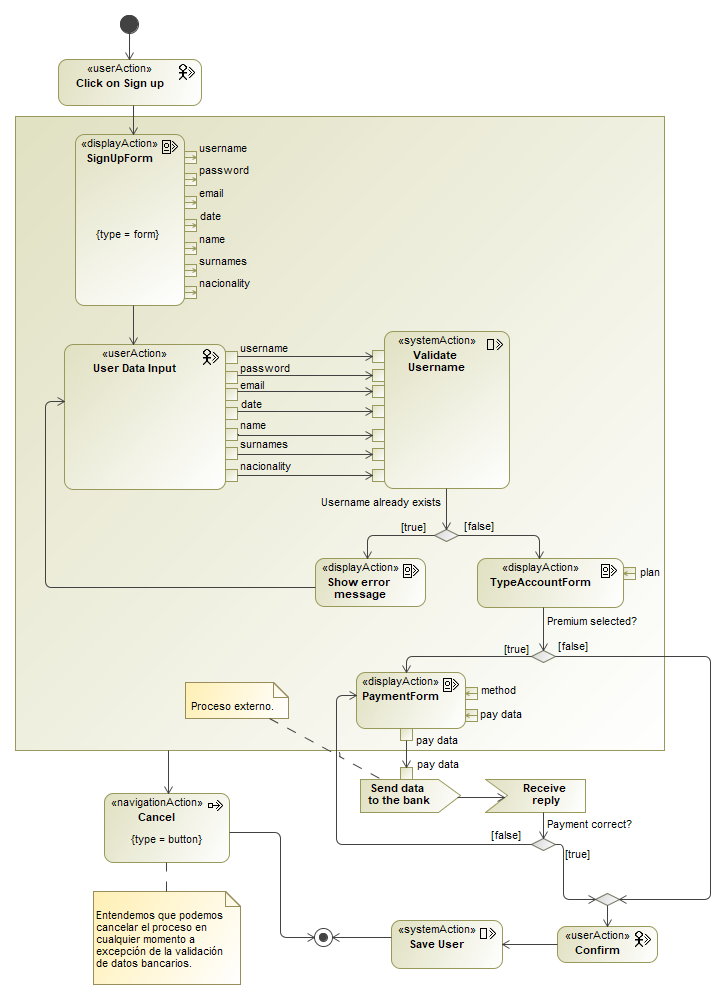 «userAction»
Click on Sign up
«displayAction»
SignUpForm
{type = form}
username
password
email
date
name
surnames
nacionality
«userAction»
User Data Input
username
password
email
date
name
surnames
nacionality
«systemAction»
Validate
Username
Username already exists
[true]
[false]
«displayAction»
Show error
message
«displayAction»
TypeAccountForm
plan
Premium selected?
[true]
[false]
«displayAction»
PaymentForm
method
pay data
Proceso externo.
pay data
pay data
Send data
to the bank
Receive
reply
Payment correct?
[false]
[true]
«navigationAction»
Cancel
{type = button}
Entendemos que podemos
cancelar el proceso en
cualquier momento a
excepción de la validación
de datos bancarios.
«systemAction»
Save User
«userAction»
Confirm